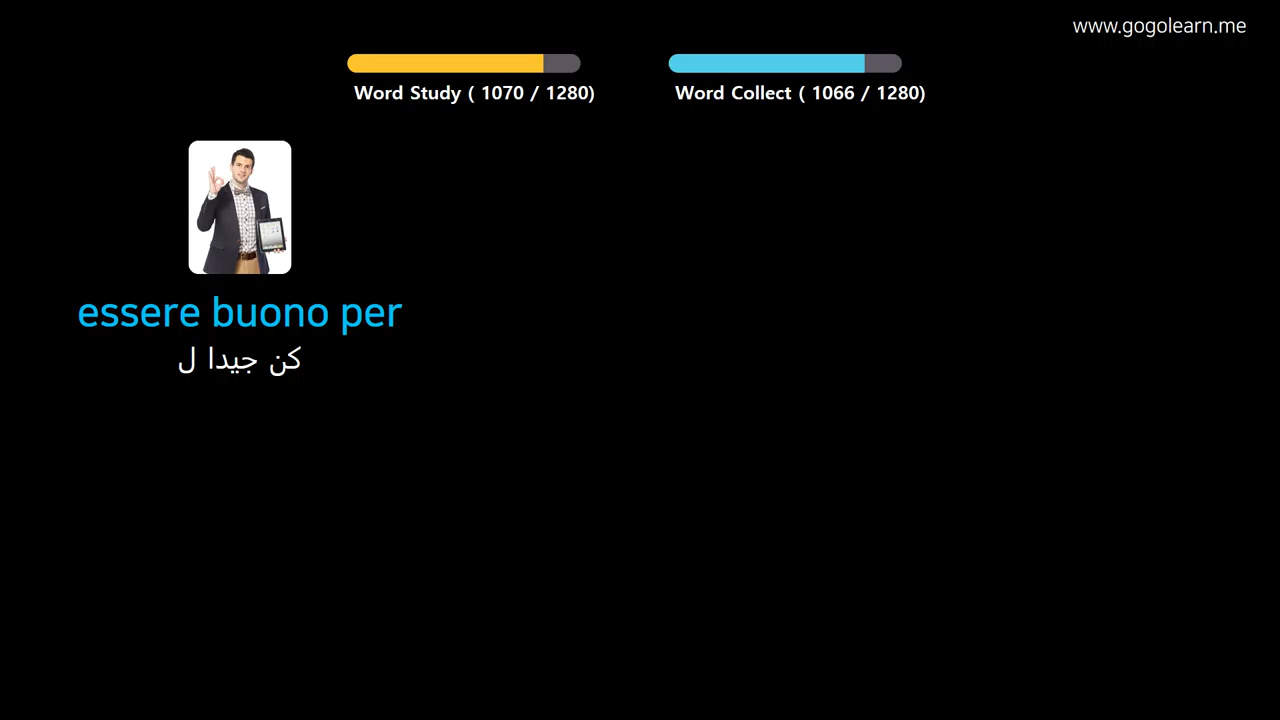 www.gogolearn.me
Word Study ( 1070 / 1280)
Word Collect ( 1066 / 1280)
essere buono per
كن جيدا ل